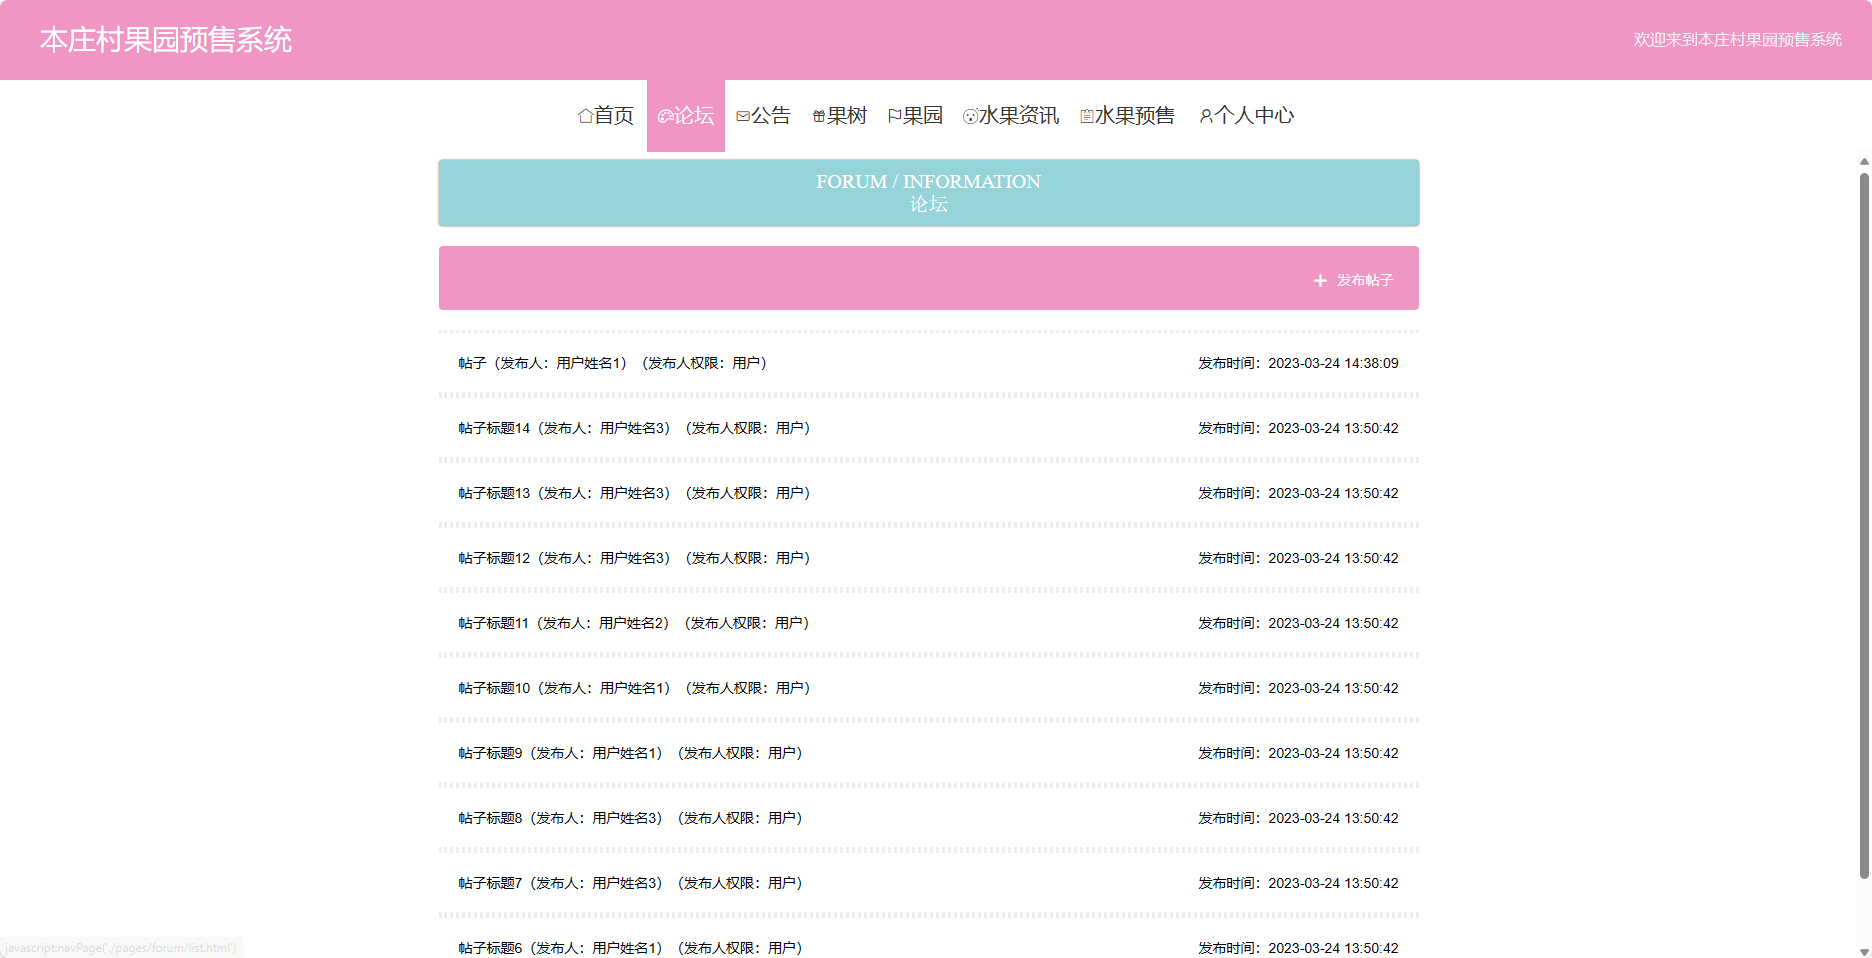 本庄村果园预售系统
欢迎来到本庄村果园预售系统
首页 论坛 公告 果树 果园 水果资讯 水果预售 个人中心
FORUM / INFORMATION
论坛
+ 发布帖子
帖子（发布人：用户姓名1）（发布人权限：用户） 发布时间：2023-03-24 14:38:09
帖子标题14（发布人：用户姓名3）（发布人权限：用户） 发布时间：2023-03-24 13:50:42
帖子标题13（发布人：用户姓名3）（发布人权限：用户） 发布时间：2023-03-24 13:50:42
帖子标题12（发布人：用户姓名3）（发布人权限：用户） 发布时间：2023-03-24 13:50:42
帖子标题11（发布人：用户姓名2）（发布人权限：用户） 发布时间：2023-03-24 13:50:42
帖子标题10（发布人：用户姓名1）（发布人权限：用户） 发布时间：2023-03-24 13:50:42
帖子标题9（发布人：用户姓名1）（发布人权限：用户） 发布时间：2023-03-24 13:50:42
帖子标题8（发布人：用户姓名3）（发布人权限：用户） 发布时间：2023-03-24 13:50:42
帖子标题7（发布人：用户姓名3）（发布人权限：用户） 发布时间：2023-03-24 13:50:42
帖子标题6（发布人：用户姓名1）（发布人权限：用户） 发布时间：2023-03-24 13:50:42
javascript:navPage('./pages/forum/list.html')